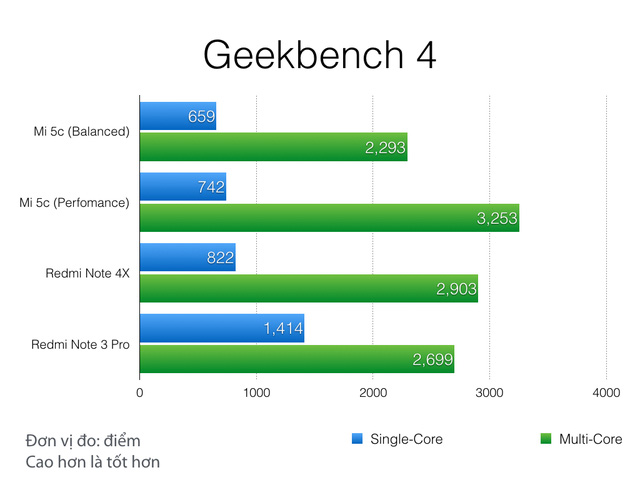 Geekbench 4
Mi 5c (Balanced)
659
2,293
Mi 5c (Perfomance)
742
3,253
Redmi Note 4X
822
2,903
Redmi Note 3 Pro
1,414
2,699
0 1000 2000 3000 4000
Đơn vị đo: điểm
Cao hơn là tốt hơn
Single-Core Multi-Core